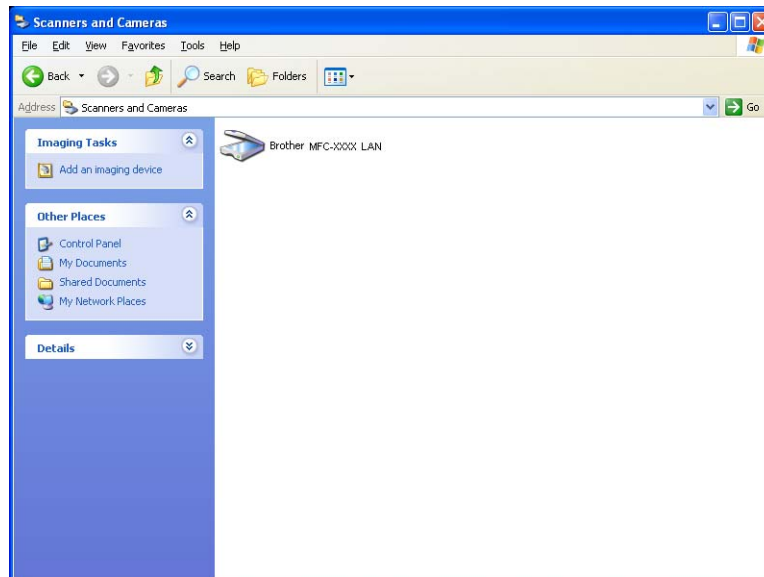 Scanners and Cameras
File Edit View Favorites Tools Help
Back Search Folders
Address Scanners and Cameras Go
Imaging Tasks
Add an imaging device
Other Places
Control Panel
My Documents
Shared Documents
My Network Places
Details
Brother MFC-XXXX LAN